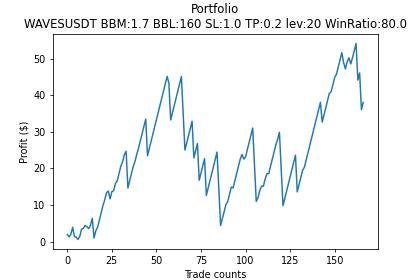 Portfolio
WAVESUSDT BBM:1.7 BBL:160 SL:1.0 TP:0.2 lev:20 WinRatio:80.0
Profit ($)
50
40
30
20
10
0
0 25 50 75 100 125 150
Trade counts